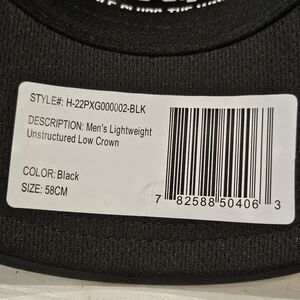 STYLE#: H-22PXG000002-BLK
DESCRIPTION: Men's Lightweight
Unstructured Low Crown
COLOR: Black
SIZE: 58CM
7 82588 50406 3